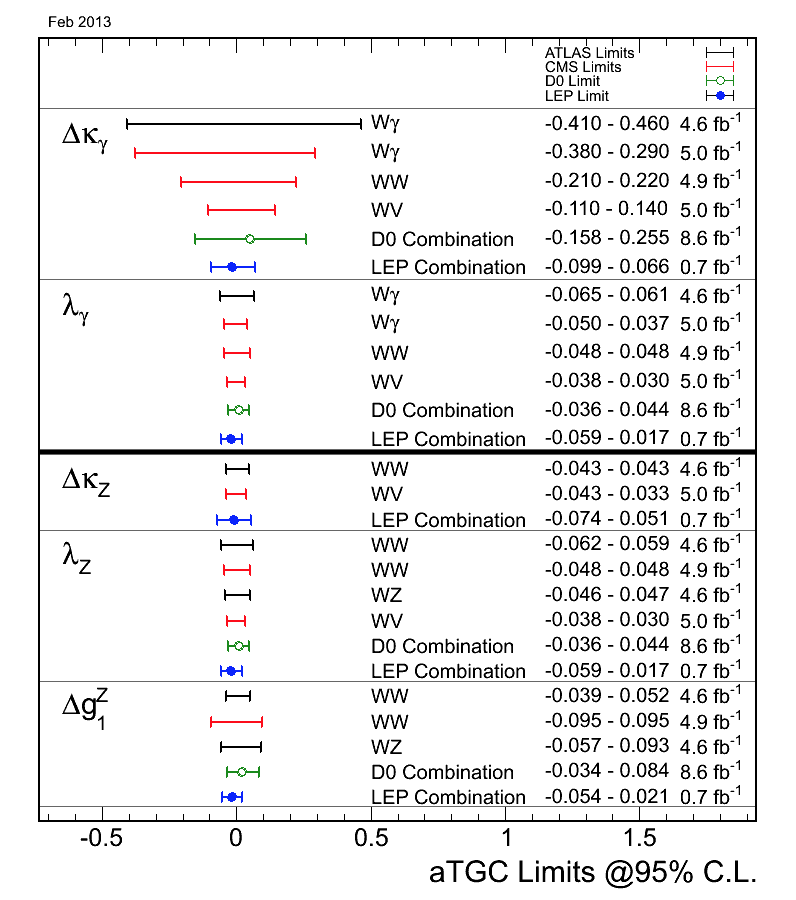 Feb 2013
ATLAS Limits
CMS Limits
D0 Limit
LEP Limit
Δκγ
Wγ -0.410 - 0.460 4.6 fb-1
Wγ -0.380 - 0.290 5.0 fb-1
WW -0.210 - 0.220 4.9 fb-1
WV -0.110 - 0.140 5.0 fb-1
D0 Combination -0.158 - 0.255 8.6 fb-1
LEP Combination -0.099 - 0.066 0.7 fb-1
λγ
Wγ -0.065 - 0.061 4.6 fb-1
Wγ -0.050 - 0.037 5.0 fb-1
WW -0.048 - 0.048 4.9 fb-1
WV -0.038 - 0.030 5.0 fb-1
D0 Combination -0.036 - 0.044 8.6 fb-1
LEP Combination -0.059 - 0.017 0.7 fb-1
ΔκZ
WW -0.043 - 0.043 4.6 fb-1
WV -0.043 - 0.033 5.0 fb-1
LEP Combination -0.074 - 0.051 0.7 fb-1
λZ
WW -0.062 - 0.059 4.6 fb-1
WW -0.048 - 0.048 4.9 fb-1
WZ -0.046 - 0.047 4.6 fb-1
WV -0.038 - 0.030 5.0 fb-1
D0 Combination -0.036 - 0.044 8.6 fb-1
LEP Combination -0.059 - 0.017 0.7 fb-1
Δg1Z
WW -0.039 - 0.052 4.6 fb-1
WW -0.095 - 0.095 4.9 fb-1
WZ -0.057 - 0.093 4.6 fb-1
D0 Combination -0.034 - 0.084 8.6 fb-1
LEP Combination -0.054 - 0.021 0.7 fb-1
-0.5 0 0.5 1 1.5
aTGC Limits @95% C.L.